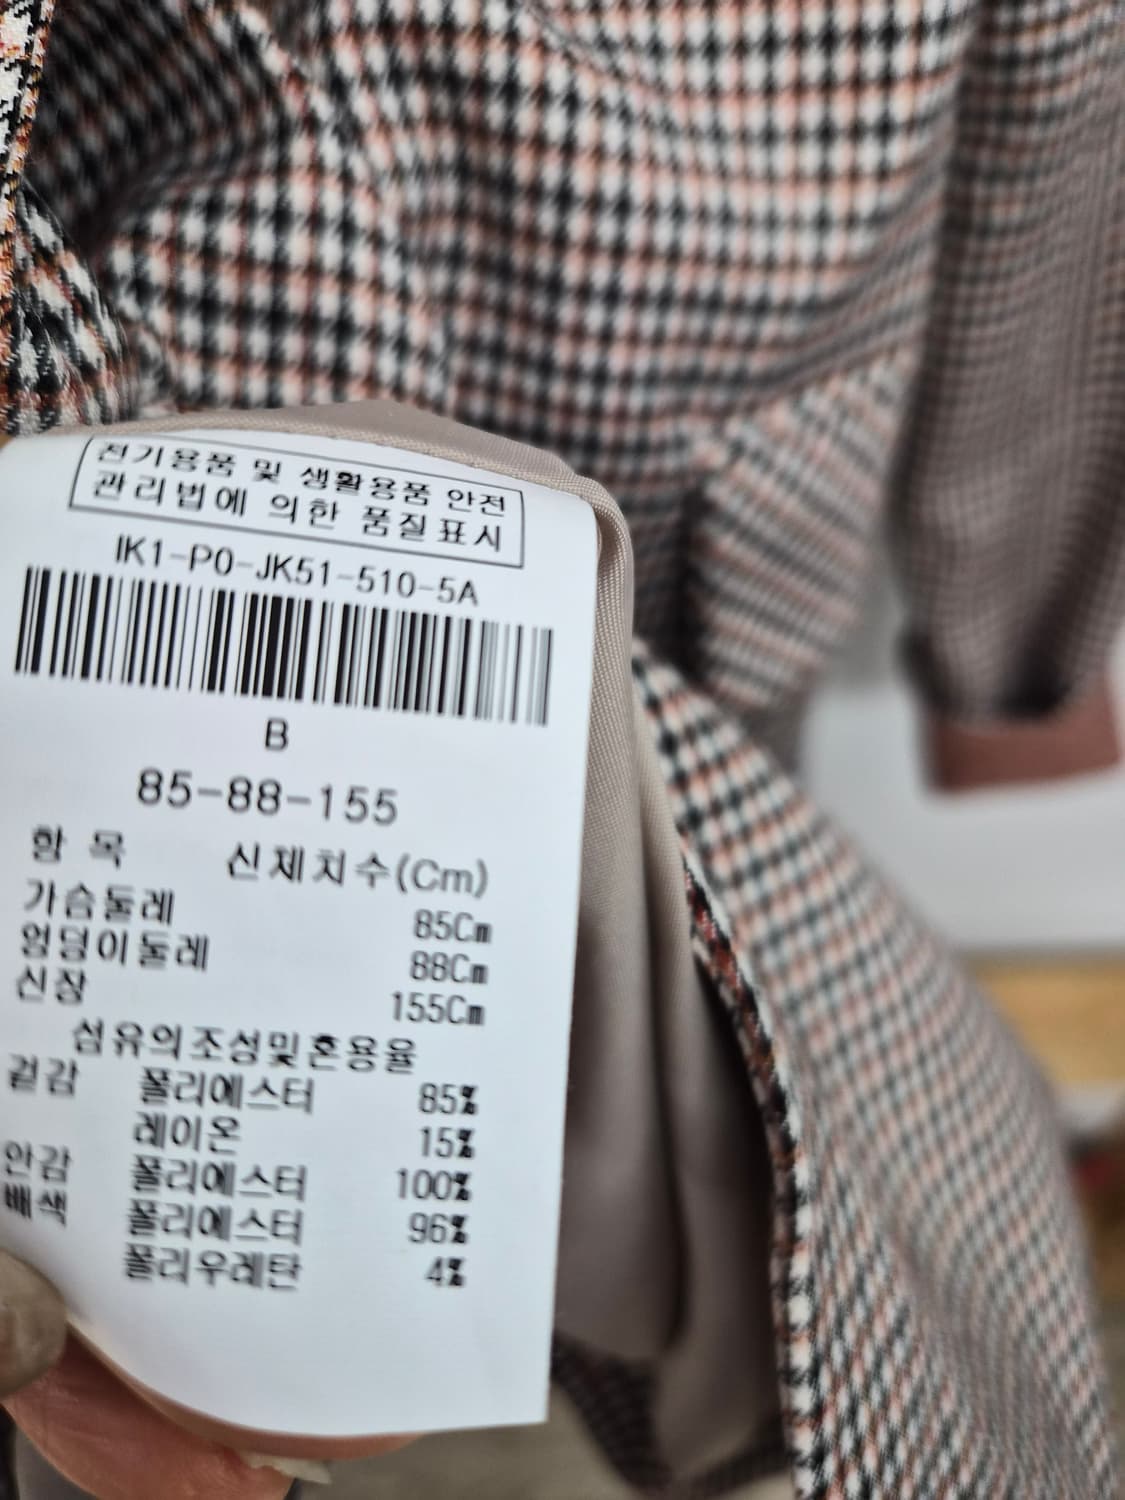 전기용품 및 생활용품 안전
관리법에 의한 품질표시
IK1-P0-JK51-510-5A
B
85-88-155
항 목 신체치수(Cm)
가슴둘레 85Cm
엉덩이둘레 88Cm
신장 155Cm
섬유의조성및혼용율
겉감 폴리에스터 85%
레이온 15%
안감 폴리에스터 100%
배색 폴리에스터 96%
폴리우레탄 4%